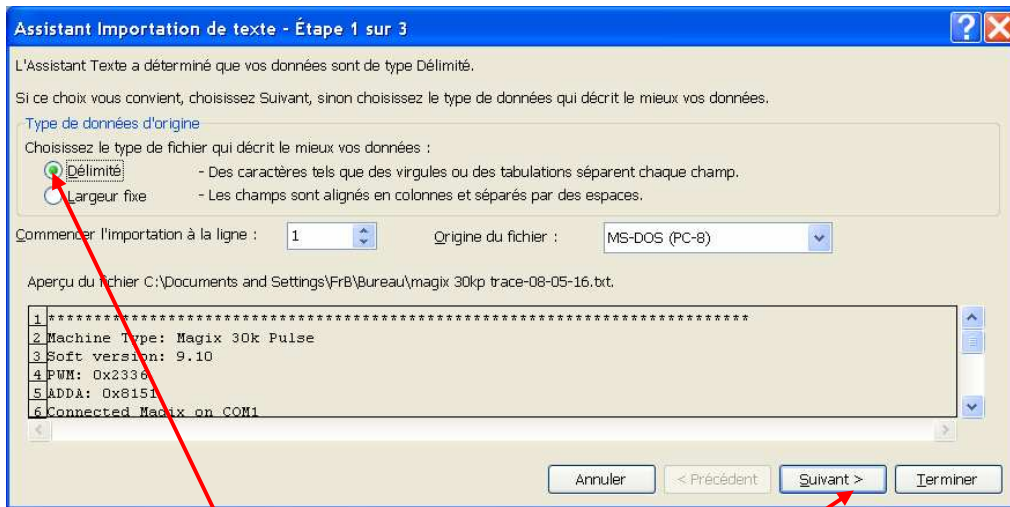 Assistant Importation de texte - Étape 1 sur 3
L'Assistant Texte a déterminé que vos données sont de type Délimité.
Si ce choix vous convient, choisissez Suivant, sinon choisissez le type de données qui décrit le mieux vos données.
Type de données d'origine
Choisissez le type de fichier qui décrit le mieux vos données :
Délimité - Des caractères tels que des virgules ou des tabulations séparent chaque champ.
Largeur fixe - Les champs sont alignés en colonnes et séparés par des espaces.
Commencer l'importation à la ligne : 1 Origine du fichier : MS-DOS (PC-8)
Aperçu du fichier C:\Documents and Settings\FrB\Bureau\magix 30kp trace-08-05-16.txt.
1 *****************************************************************************
2 Machine Type: Magix 30k Pulse
3 Soft version: 9.10
4 PWM: 0x2336
5 ADDA: 0x8151
6 Connected Magix on COM1
Annuler < Précédent Suivant > Terminer